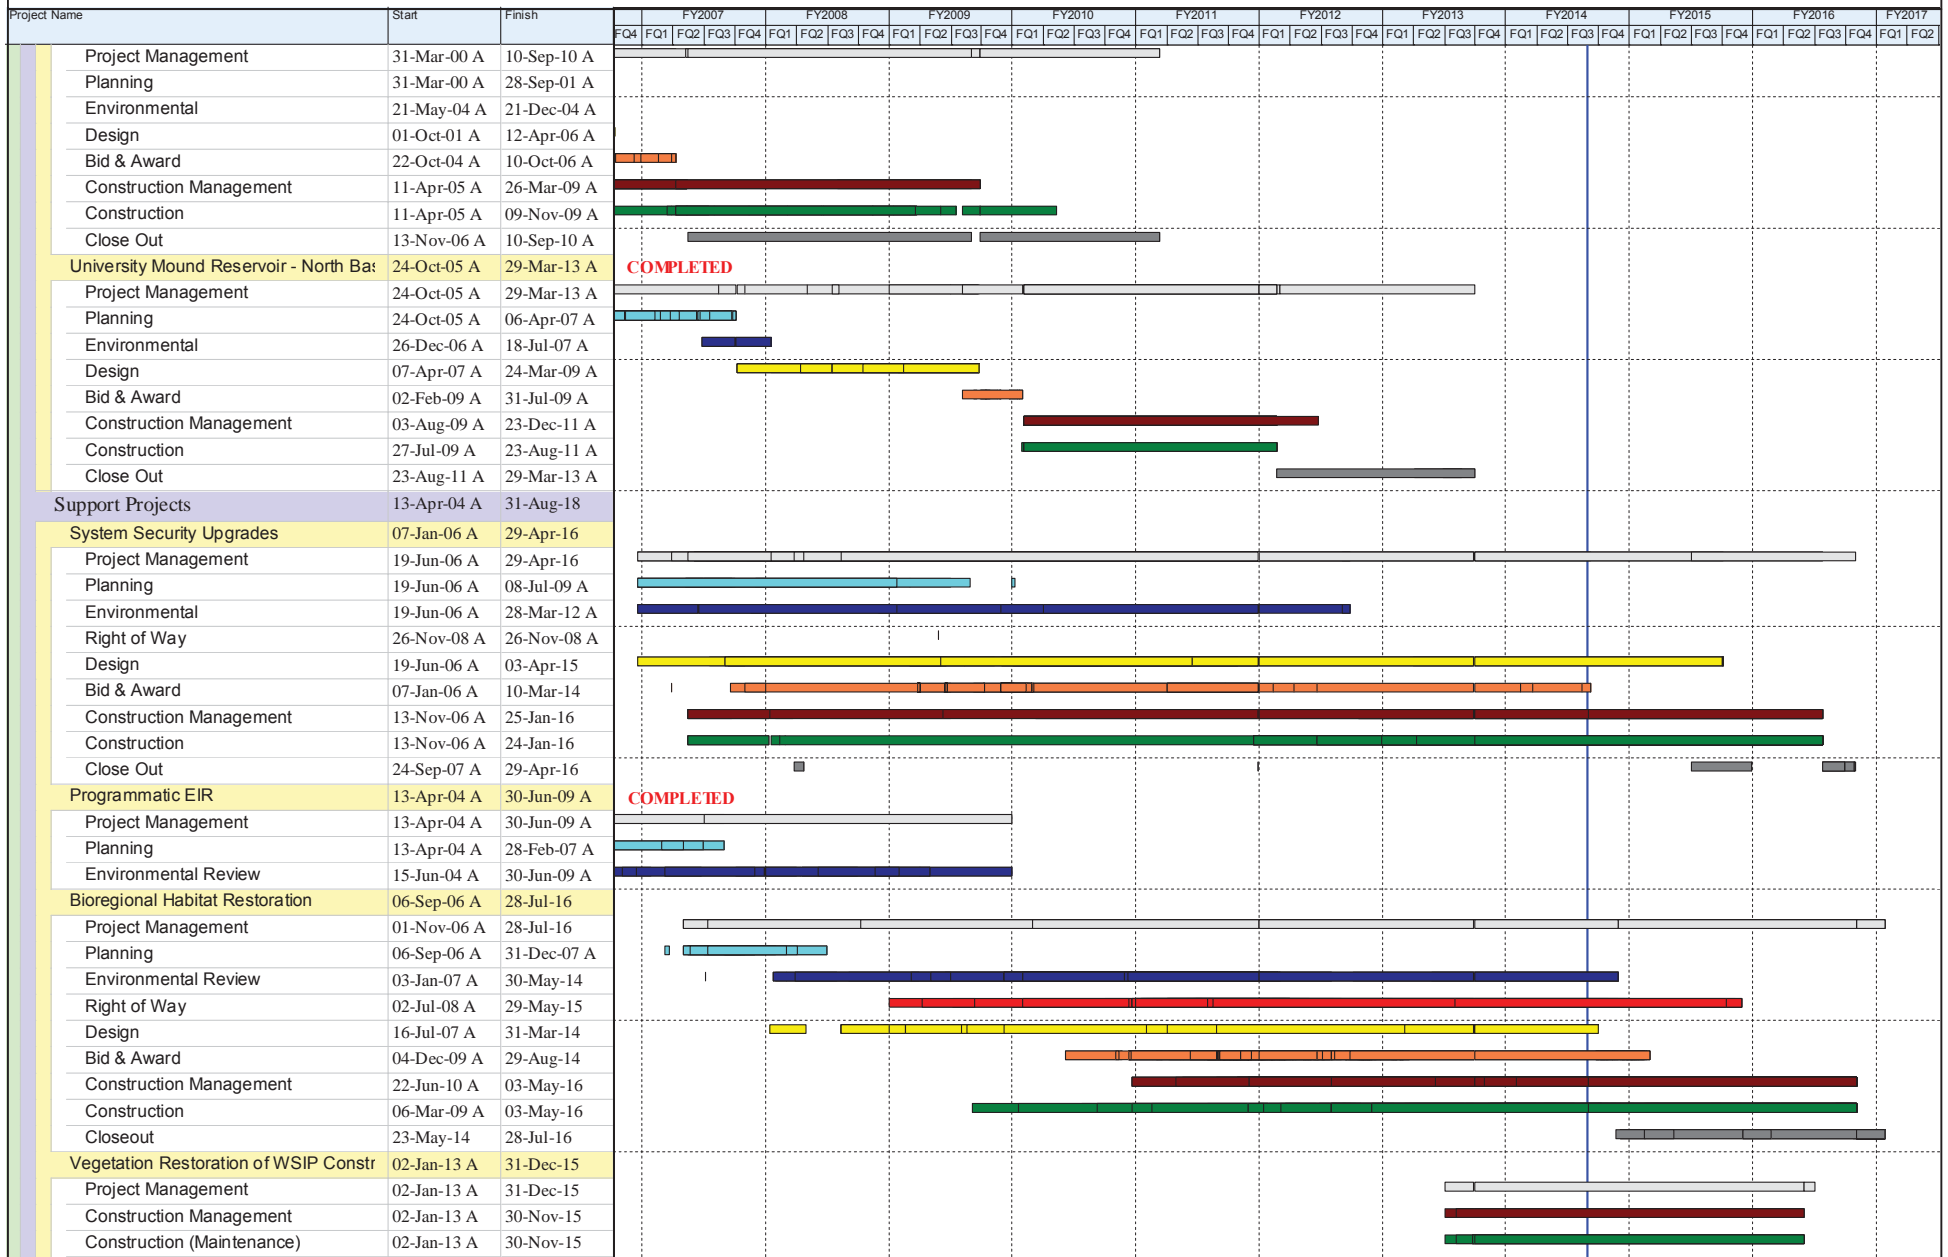 Project Name Start Finish FY2007 FY2008 FY2009 FY2010 FY2011 FY2012 FY2013 FY2014 FY2015 FY2016 FY2017
FQ4 FQ1 FQ2 FQ3 FQ4 FQ1 FQ2 FQ3 FQ4 FQ1 FQ2 FQ3 FQ4 FQ1 FQ2 FQ3 FQ4 FQ1 FQ2 FQ3 FQ4 FQ1 FQ2 FQ3 FQ4 FQ1 FQ2 FQ3 FQ4 FQ1 FQ2 FQ3 FQ4 FQ1 FQ2 FQ3 FQ4 FQ1 FQ2 FQ3 FQ4 FQ1 FQ2
Project Management 31-Mar-00 A 10-Sep-10 A
Planning 31-Mar-00 A 28-Sep-01 A
Environmental 21-May-04 A 21-Dec-04 A
Design 01-Oct-01 A 12-Apr-06 A
Bid & Award 22-Oct-04 A 10-Oct-06 A
Construction Management 11-Apr-05 A 26-Mar-09 A
Construction 11-Apr-05 A 09-Nov-09 A
Close Out 13-Nov-06 A 10-Sep-10 A
University Mound Reservoir - North Bas 24-Oct-05 A 29-Mar-13 A COMPLETED
Project Management 24-Oct-05 A 29-Mar-13 A
Planning 24-Oct-05 A 06-Apr-07 A
Environmental 26-Dec-06 A 18-Jul-07 A
Design 07-Apr-07 A 24-Mar-09 A
Bid & Award 02-Feb-09 A 31-Jul-09 A
Construction Management 03-Aug-09 A 23-Dec-11 A
Construction 27-Jul-09 A 23-Aug-11 A
Close Out 23-Aug-11 A 29-Mar-13 A
Support Projects 13-Apr-04 A 31-Aug-18
System Security Upgrades 07-Jan-06 A 29-Apr-16
Project Management 19-Jun-06 A 29-Apr-16
Planning 19-Jun-06 A 08-Jul-09 A
Environmental 19-Jun-06 A 28-Mar-12 A
Right of Way 26-Nov-08 A 26-Nov-08 A
Design 19-Jun-06 A 03-Apr-15
Bid & Award 07-Jan-06 A 10-Mar-14
Construction Management 13-Nov-06 A 25-Jan-16
Construction 13-Nov-06 A 24-Jan-16
Close Out 24-Sep-07 A 29-Apr-16
Programmatic EIR 13-Apr-04 A 30-Jun-09 A COMPLETED
Project Management 13-Apr-04 A 30-Jun-09 A
Planning 13-Apr-04 A 28-Feb-07 A
Environmental Review 15-Jun-04 A 30-Jun-09 A
Bioregional Habitat Restoration 06-Sep-06 A 28-Jul-16
Project Management 01-Nov-06 A 28-Jul-16
Planning 06-Sep-06 A 31-Dec-07 A
Environmental Review 03-Jan-07 A 30-May-14
Right of Way 02-Jul-08 A 29-May-15
Design 16-Jul-07 A 31-Mar-14
Bid & Award 04-Dec-09 A 29-Aug-14
Construction Management 22-Jun-10 A 03-May-16
Construction 06-Mar-09 A 03-May-16
Closeout 23-May-14 28-Jul-16
Vegetation Restoration of WSIP Constr 02-Jan-13 A 31-Dec-15
Project Management 02-Jan-13 A 31-Dec-15
Construction Management 02-Jan-13 A 30-Nov-15
Construction (Maintenance) 02-Jan-13 A 30-Nov-15